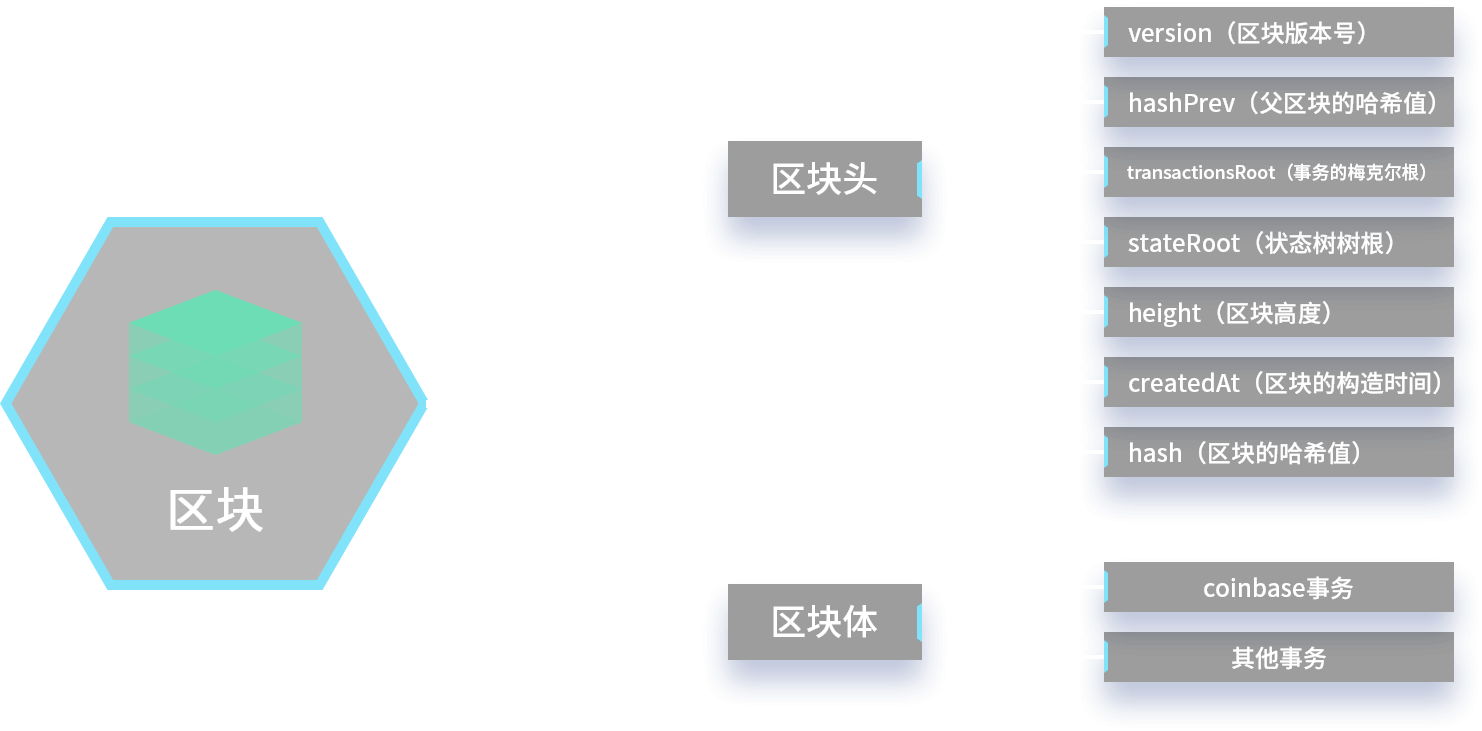 区块
区块头
version（区块版本号）
hashPrev（父区块的哈希值）
transactionsRoot（事务的梅克尔根）
stateRoot（状态树树根）
height（区块高度）
createdAt（区块的构造时间）
hash（区块的哈希值）
区块体
coinbase事务
其他事务